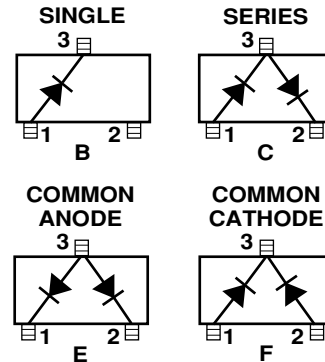 SINGLE
3
1 2
B
SERIES
3
1 2
C
COMMON
ANODE
3
1 2
E
COMMON
CATHODE
3
1 2
F